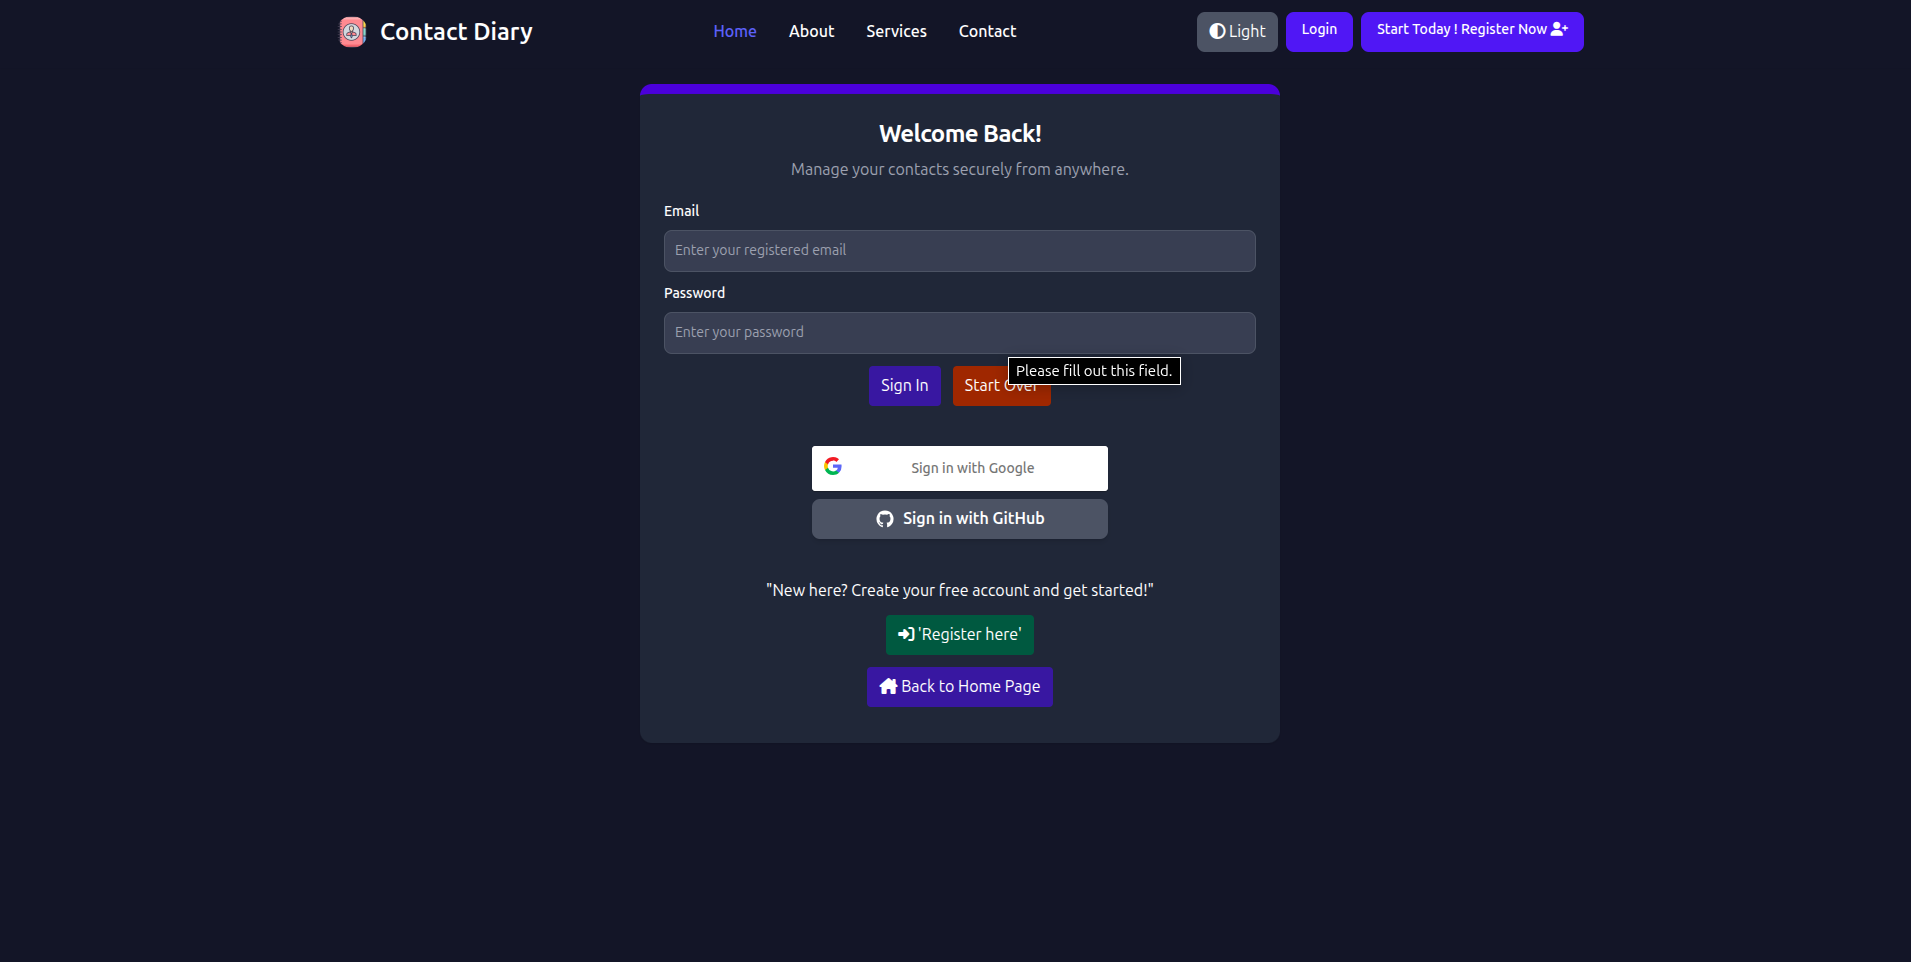 Contact Diary
Home About Services Contact
Light Login Start Today ! Register Now
Welcome Back!
Manage your contacts securely from anywhere.
Email
Enter your registered email
Password
Enter your password
Please fill out this field.
Sign In Start Over
Sign in with Google
Sign in with GitHub
"New here? Create your free account and get started!"
'Register here'
Back to Home Page